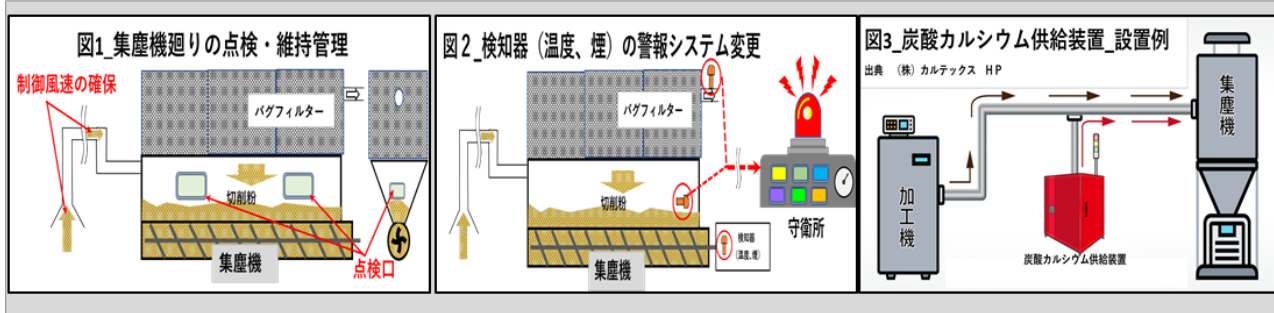 図1_集塵機廻りの点検・維持管理
制御風速の確保
バグフィルター
切削粉
集塵機
点検口
図２_検知器（温度、煙）の警報システム変更
バグフィルター
切削粉
集塵機
検知器
（温度,煙）
守衛所
図3_炭酸カルシウム供給装置_設置例
出典　（株）カルテックス　ＨＰ
加工機
炭酸カルシウム供給装置
集塵機